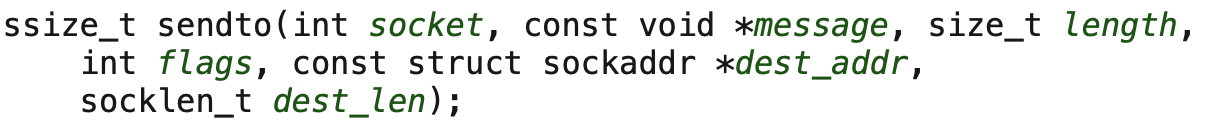 ssize_t sendto(int socket, const void *message, size_t length,
    int flags, const struct sockaddr *dest_addr,
    socklen_t dest_len);